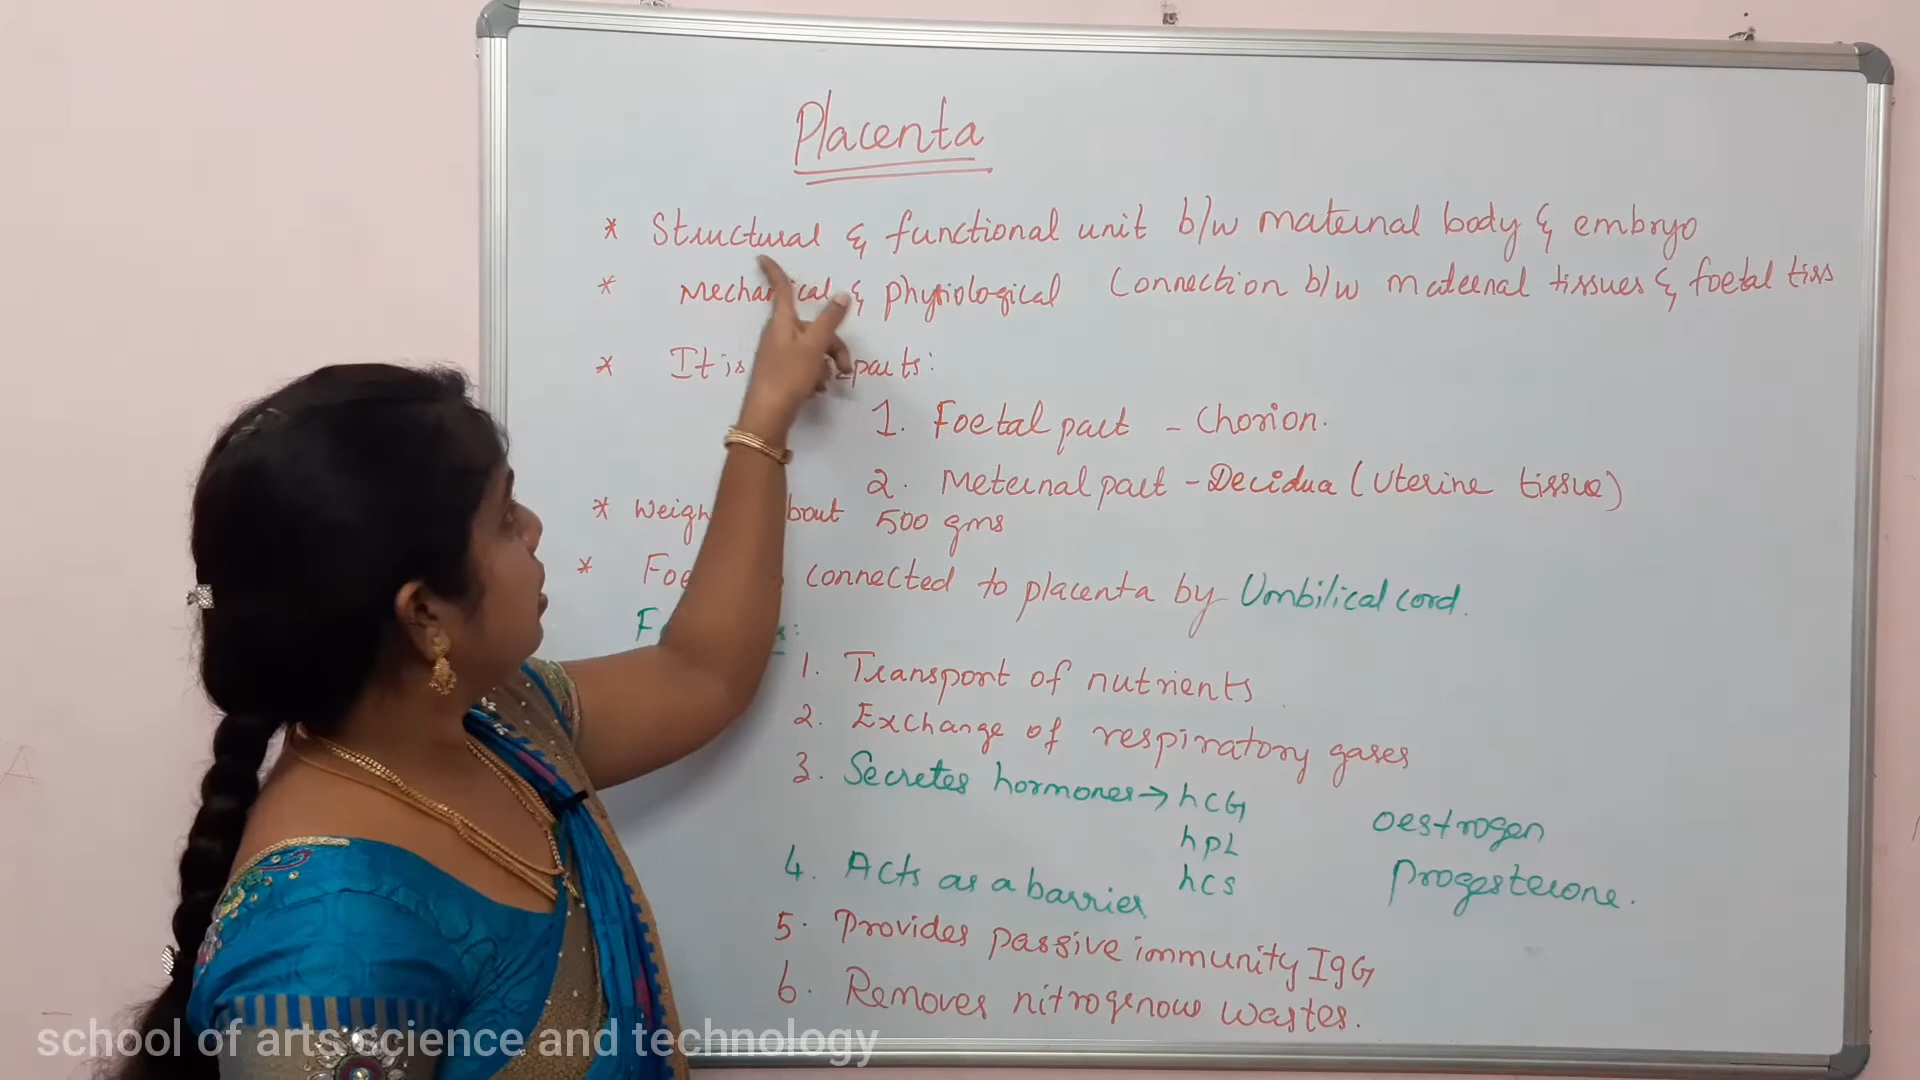 Placenta
* Structural & functional unit b/w maternal body & embryo
* Mechanical & Physiological Connection b/w maternal tissues & foetal tiss
* It is parts:
1. Foetal part - Chorion.
2. Meternal part - Decidua (Uterine tissue)
* Weigh bout 500 gms
* Foe connected to placenta by Umbilical cord.
F :
1. Transport of nutrients
2. Exchange of respiratory gases
3. Secretes hormones → hCG
hPL
hCS
oestrogen
Progesterone.
4. Acts as a barrier
5. Provides passive immunity IgG
6. Removes nitrogenous wastes.
school of arts science and technology